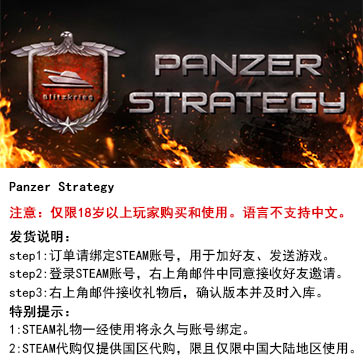 Blitzkrieg
PANZER
STRATEGY
Panzer Strategy
注意：仅限18岁以上玩家购买和使用。语言不支持中文。
发货说明：
step1:订单请绑定STEAM账号，用于加好友、发送游戏。
step2:登录STEAM账号，右上角邮件中同意接收好友邀请。
step3:右上角邮件接收礼物后，确认版本并及时入库。
特别提示：
1:STEAM礼物一经使用将永久与账号绑定。
2:STEAM代购仅提供国区代购，限且仅限中国大陆地区使用。